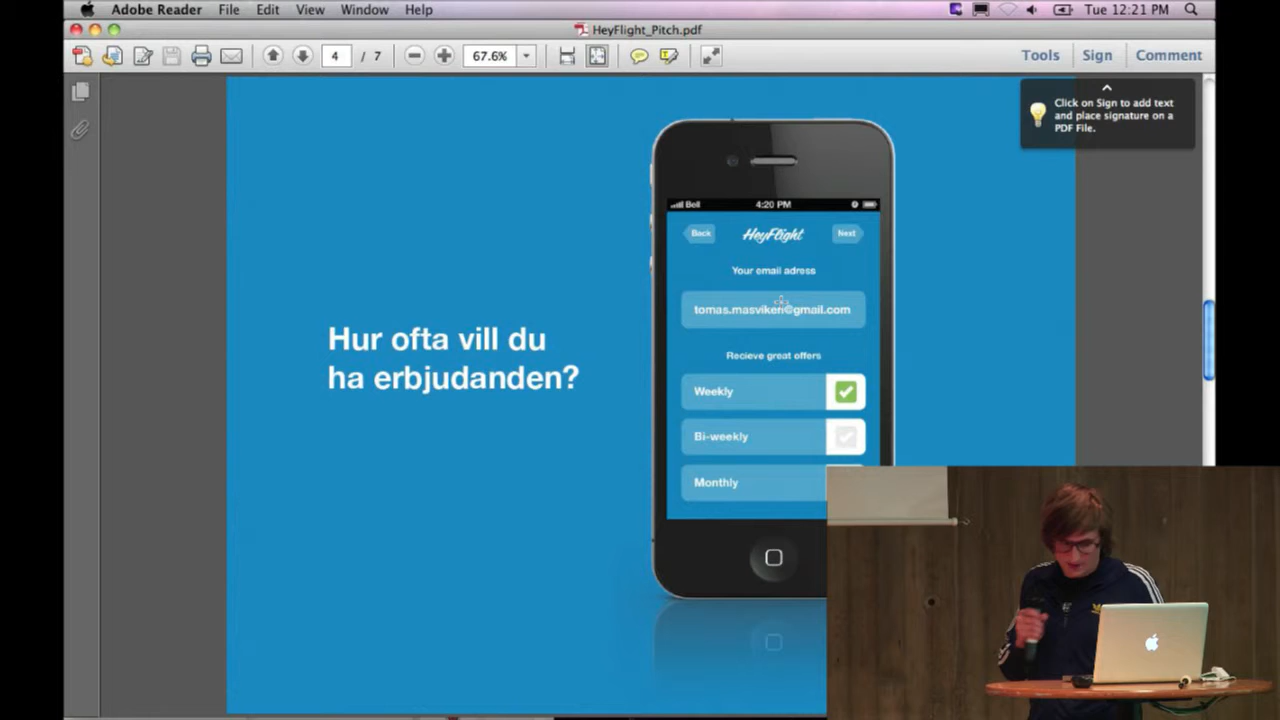 Adobe Reader File Edit View Window Help Tue 12:21 PM
HeyFlight_Pitch.pdf
4 / 7 67.6% Tools Sign Comment
Click on Sign to add text
and place signature on a
PDF File.
Hur ofta vill du
ha erbjudanden?
Bell 4:20 PM
Back HeyFlight Next
Your email adress
tomas.masviken@gmail.com
Recieve great offers
Weekly
Bi-weekly
Monthly